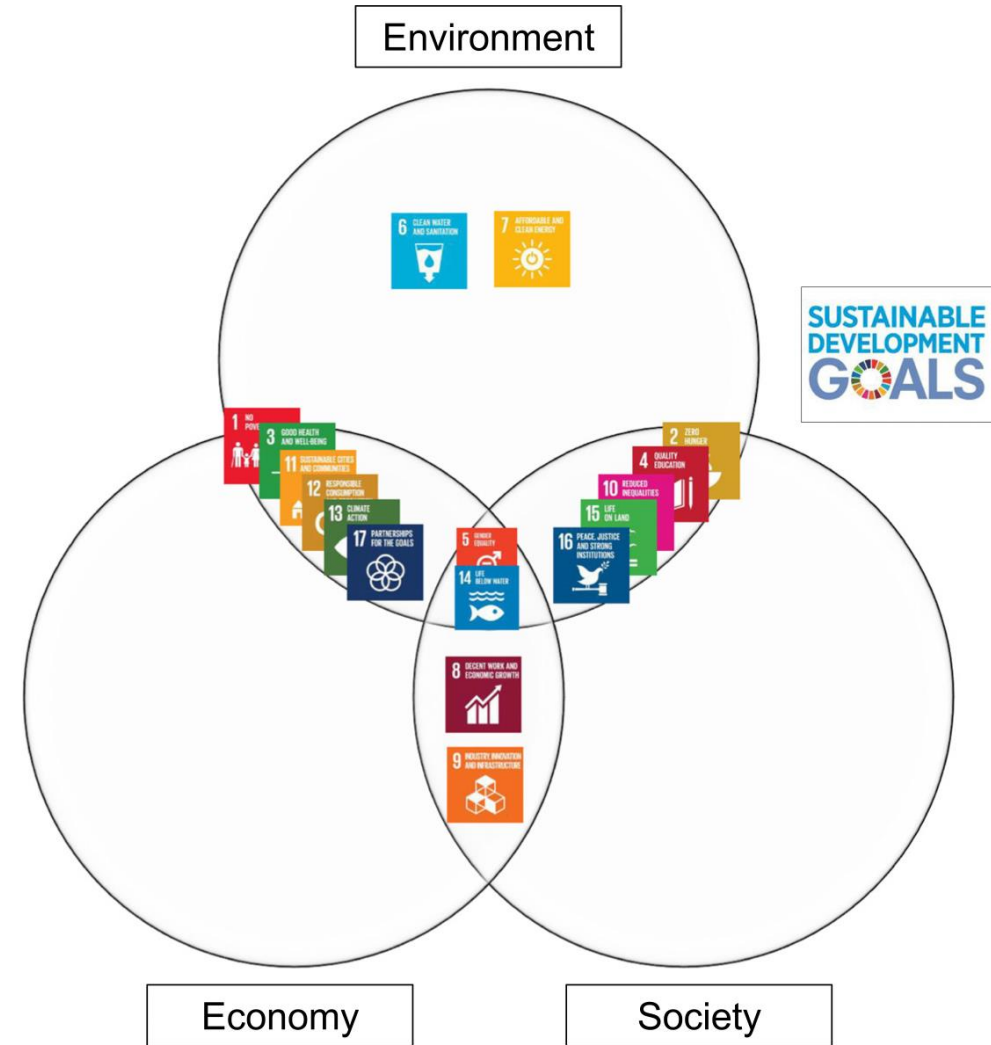 Environment
6 CLEAN WATER
AND SANITATION
7 AFFORDABLE AND
CLEAN ENERGY
SUSTAINABLE
DEVELOPMENT
GOALS
1 NO
POVE
3 GOOD HEALTH
AND WELL-BEING
11 SUSTAINABLE CITIES
AND COMMUNITIES
12 RESPONSIBLE
CONSUMPTION
13 CLIMATE
ACTION
17 PARTNERSHIPS
FOR THE GOALS
2 ZERO
HUNGER
4 QUALITY
EDUCATION
10 REDUCED
INEQUALITIES
15 LIFE
ON LAND
16 PEACE, JUSTICE
AND STRONG
INSTITUTIONS
5 GENDER
EQUALITY
14 LIFE
BELOW WATER
8 DECENT WORK AND
ECONOMIC GROWTH
9 INDUSTRY, INNOVATION
AND INFRASTRUCTURE
Economy
Society